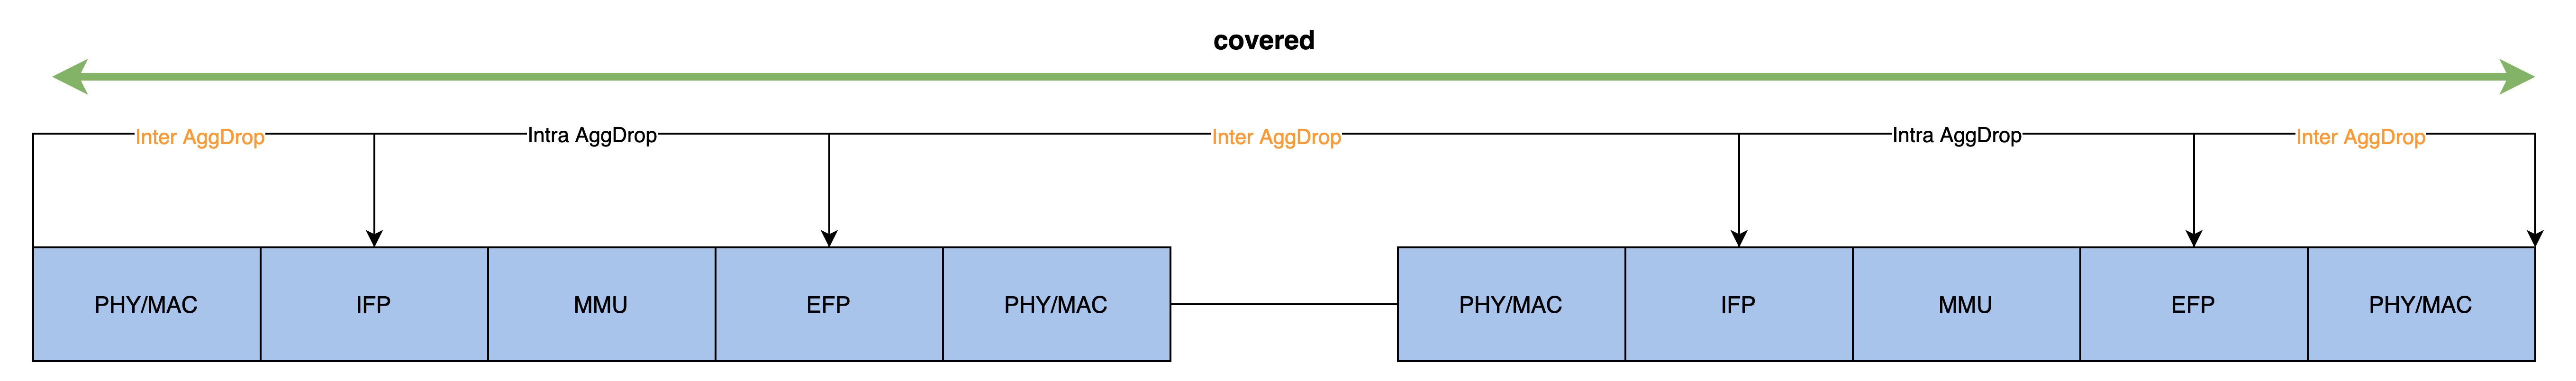 covered
Inter AggDrop
Intra AggDrop
Inter AggDrop
Intra AggDrop
Inter AggDrop
PHY/MAC
IFP
MMU
EFP
PHY/MAC
PHY/MAC
IFP
MMU
EFP
PHY/MAC